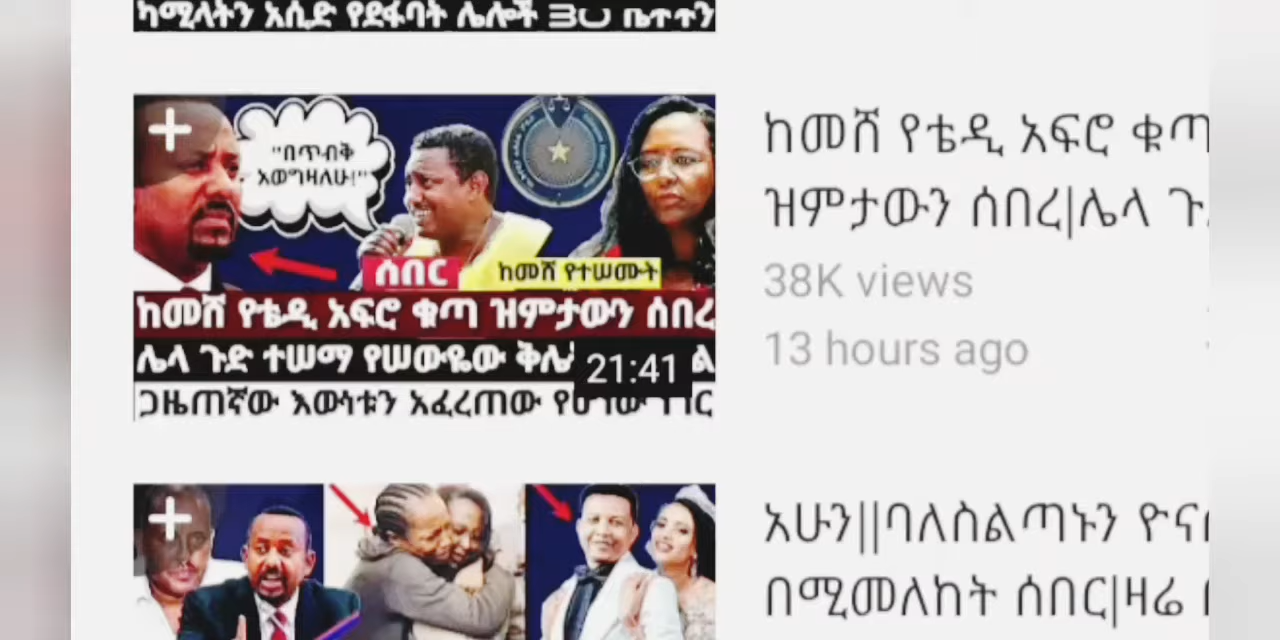 ካሚላትን አሲድ የደፋባት ሌሎች
"በጥብቅ
አወግዛለሁ!"
ሰበር
ከመሸ የተሠሙት
ከመሸ የቴዲ አፍሮ ቁጣ ዝምታውን ሰበረ
ሌላ ጉድ ተሠማ የሠውዬው
21:41
ጋዜጠኛው እውነቱን አፈረጠው
ከመሸ የቴዲ አፍሮ ቁጣ
ዝምታውን ሰበረ|ሌላ
38K views
13 hours ago
አሁን||ባለስልጣኑን
በሚመለከት ሰበር|ዛሬ